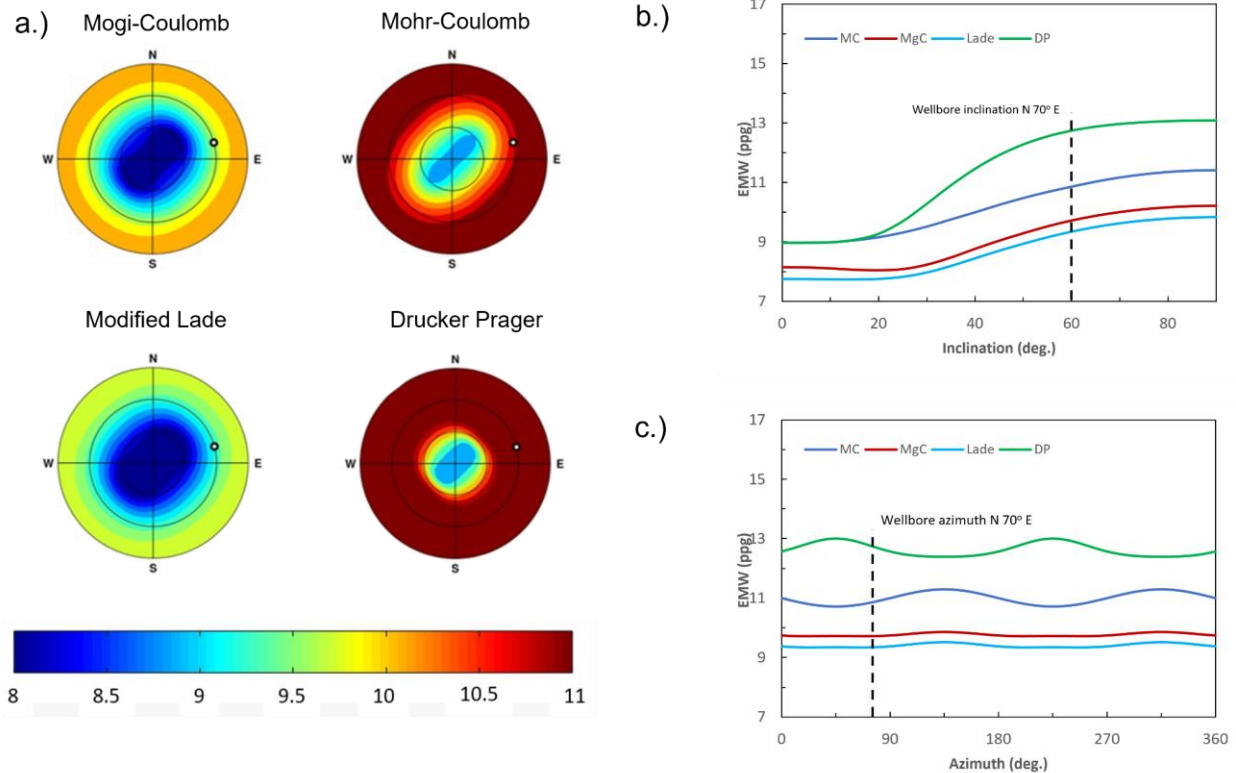 a.)
Mogi-Coulomb
N
W
E
S
Mohr-Coulomb
N
W
E
S
Modified Lade
N
W
E
S
Drucker Prager
N
W
E
S
8 8.5 9 9.5 10 10.5 11
b.)
17
15
13
11
9
7
EMW (ppg)
MC MgC Lade DP
Wellbore inclination N 70° E
0 20 40 60 80
Inclination (deg.)
c.)
17
15
13
11
9
7
EMW (ppg)
MC MgC Lade DP
Wellbore azimuth N 70° E
0 90 180 270 360
Azimuth (deg.)